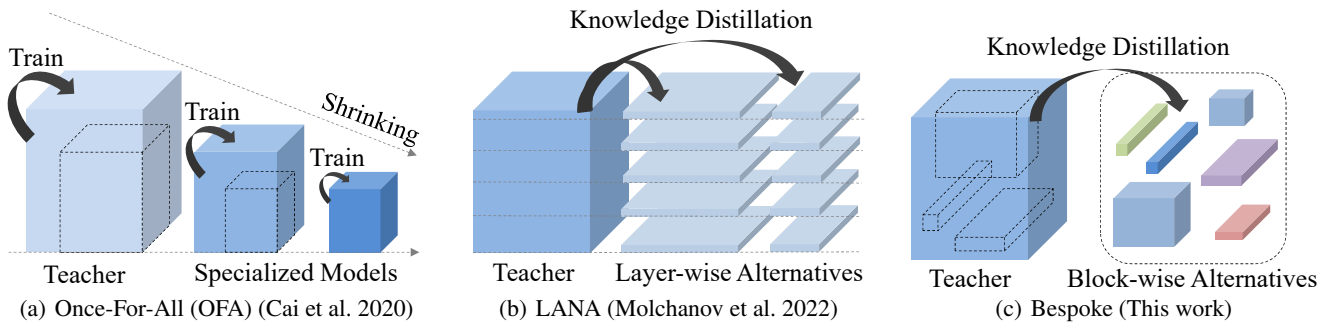 Train
Train
Train
Shrinking
Teacher
Specialized Models
(a) Once-For-All (OFA) (Cai et al. 2020)
Knowledge Distillation
Teacher
Layer-wise Alternatives
(b) LANA (Molchanov et al. 2022)
Knowledge Distillation
Teacher
Block-wise Alternatives
(c) Bespoke (This work)